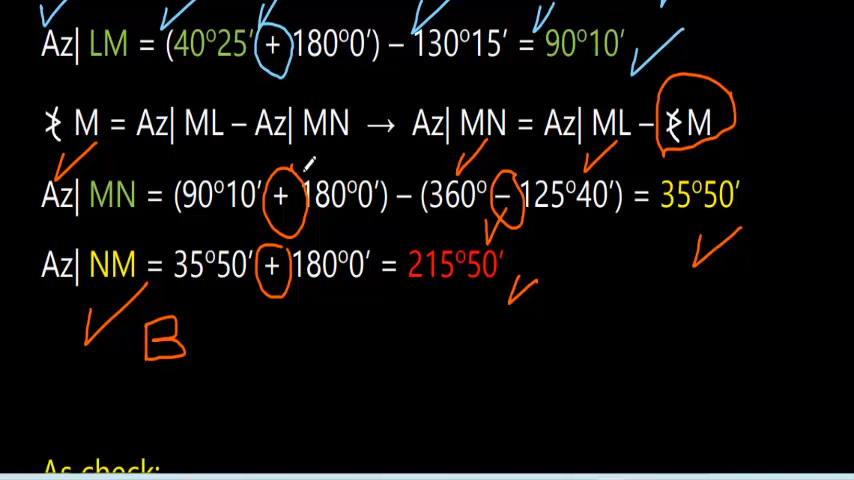 Az| LM = (40º25′ + 180º0′) – 130º15′ = 90º10′
∡ M = Az| ML – Az| MN → Az| MN = Az| ML – ∡ M
Az| MN = (90º10′ + 180º0′) – (360º – 125º40′) = 35º50′
Az| NM = 35º50′ + 180º0′ = 215º50′
B
As check: